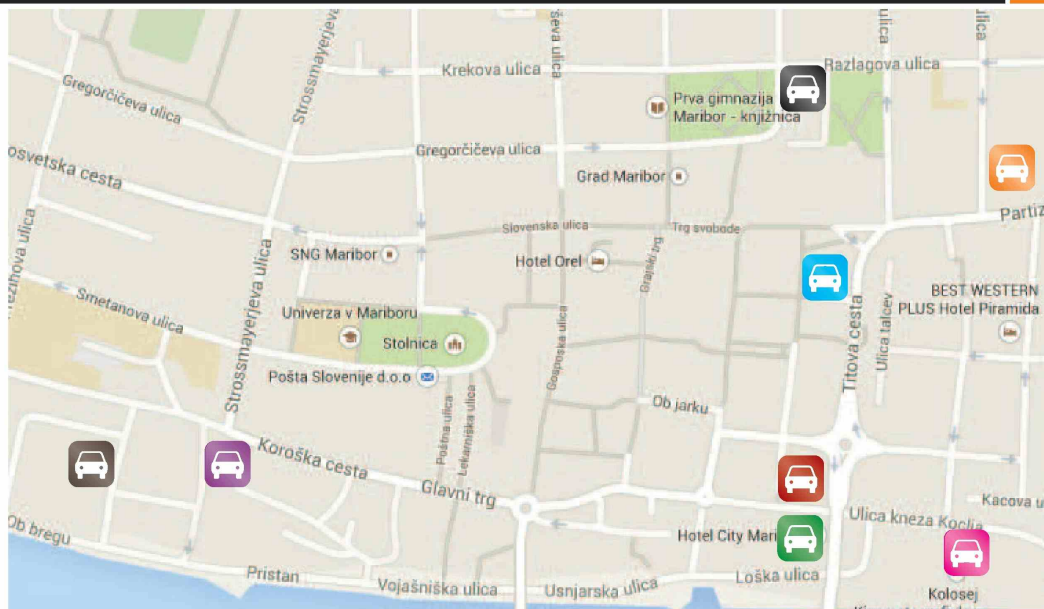 Krekova ulica
Razlagova ulica
Strossmayerjeva
ulica
Gregorčičeva ulica
Prva gimnazija
Maribor - knjižnica
Gregorčičeva ulica
Grad Maribor
Slovenska ulica
Trg svobode
SNG Maribor
Hotel Orel
Grajski trg
BEST WESTERN
PLUS Hotel Piramida
Smetanova ulica
Univerza v Mariboru
Stolnica
Strossmayerjeva ulica
Gosposka ulica
Titova cesta
Ulica talcev
Pošta Slovenije d.o.o
Ob jarku
Poštna ulica
Lekarniška ulica
Koroška cesta
Glavni trg
Kacova u
Ulica kneza Koclja
Hotel City Mari
Ob bregu
Pristan
Vojašniška ulica
Usnjarska ulica
Loška ulica
Kolosej